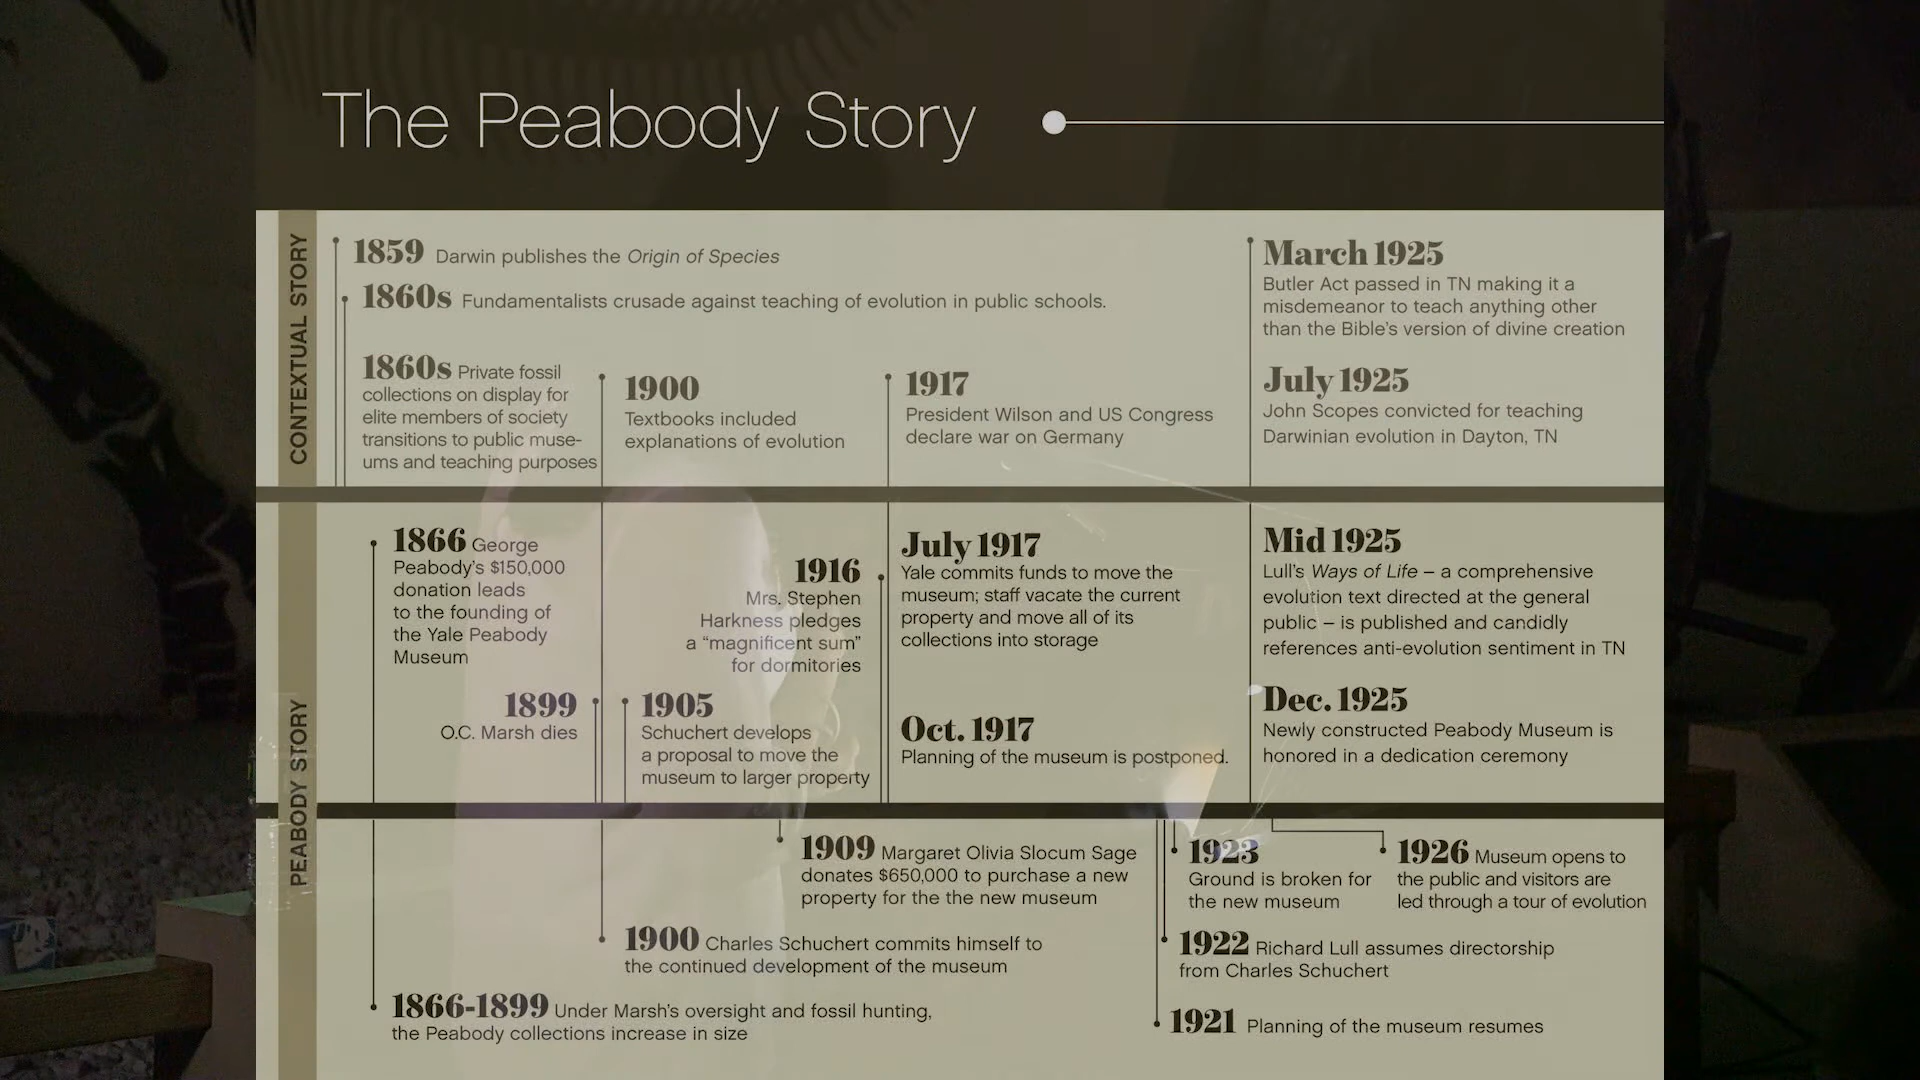 The Peabody Story
CONTEXTUAL STORY
1859 Darwin publishes the Origin of Species
1860s Fundamentalists crusade against teaching of evolution in public schools.
1860s Private fossil
collections on display for
elite members of society
transitions to public muse-
ums and teaching purposes
1900
Textbooks included
explanations of evolution
1917
President Wilson and US Congress
declare war on Germany
March 1925
Butler Act passed in TN making it a
misdemeanor to teach anything other
than the Bible's version of divine creation
July 1925
John Scopes convicted for teaching
Darwinian evolution in Dayton, TN
PEABODY STORY
1866 George
Peabody's $150,000
donation leads
to the founding of
the Yale Peabody
Museum
1899
O.C. Marsh dies
1905
Schuchert develops
a proposal to move the
museum to larger property
1916
Mrs. Stephen
Harkness pledges
a “magnificent sum”
for dormitories
July 1917
Yale commits funds to move the
museum; staff vacate the current
property and move all of its
collections into storage
Oct. 1917
Planning of the museum is postponed.
Mid 1925
Lull's Ways of Life – a comprehensive
evolution text directed at the general
public – is published and candidly
references anti-evolution sentiment in TN
Dec. 1925
Newly constructed Peabody Museum is
honored in a dedication ceremony
1909 Margaret Olivia Slocum Sage
donates $650,000 to purchase a new
property for the the new museum
1900 Charles Schuchert commits himself to
the continued development of the museum
1866-1899 Under Marsh's oversight and fossil hunting,
the Peabody collections increase in size
1923
Ground is broken for
the new museum
1926 Museum opens to
the public and visitors are
led through a tour of evolution
1922 Richard Lull assumes directorship
from Charles Schuchert
1921 Planning of the museum resumes